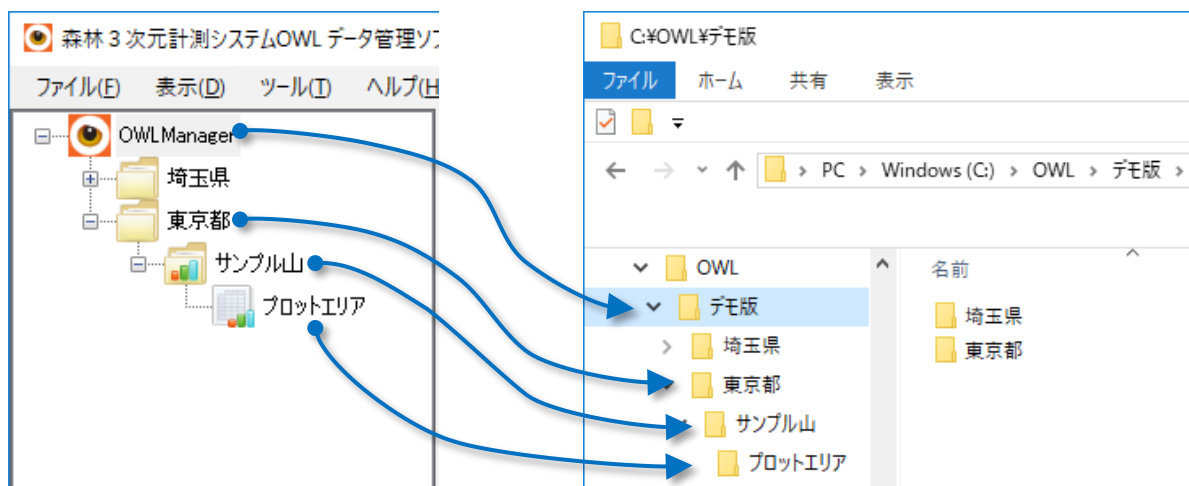 森林3次元計測システムOWL データ管理ソフ
ファイル(F) 表示(D) ツール(T) ヘルプ(H
OWLManager
埼玉県
東京都
サンプル山
プロットエリア
C:¥OWL¥デモ版
ファイル ホーム 共有 表示
PC > Windows (C:) > OWL > デモ版 >
OWL
デモ版
埼玉県
東京都
サンプル山
プロットエリア
名前
埼玉県
東京都